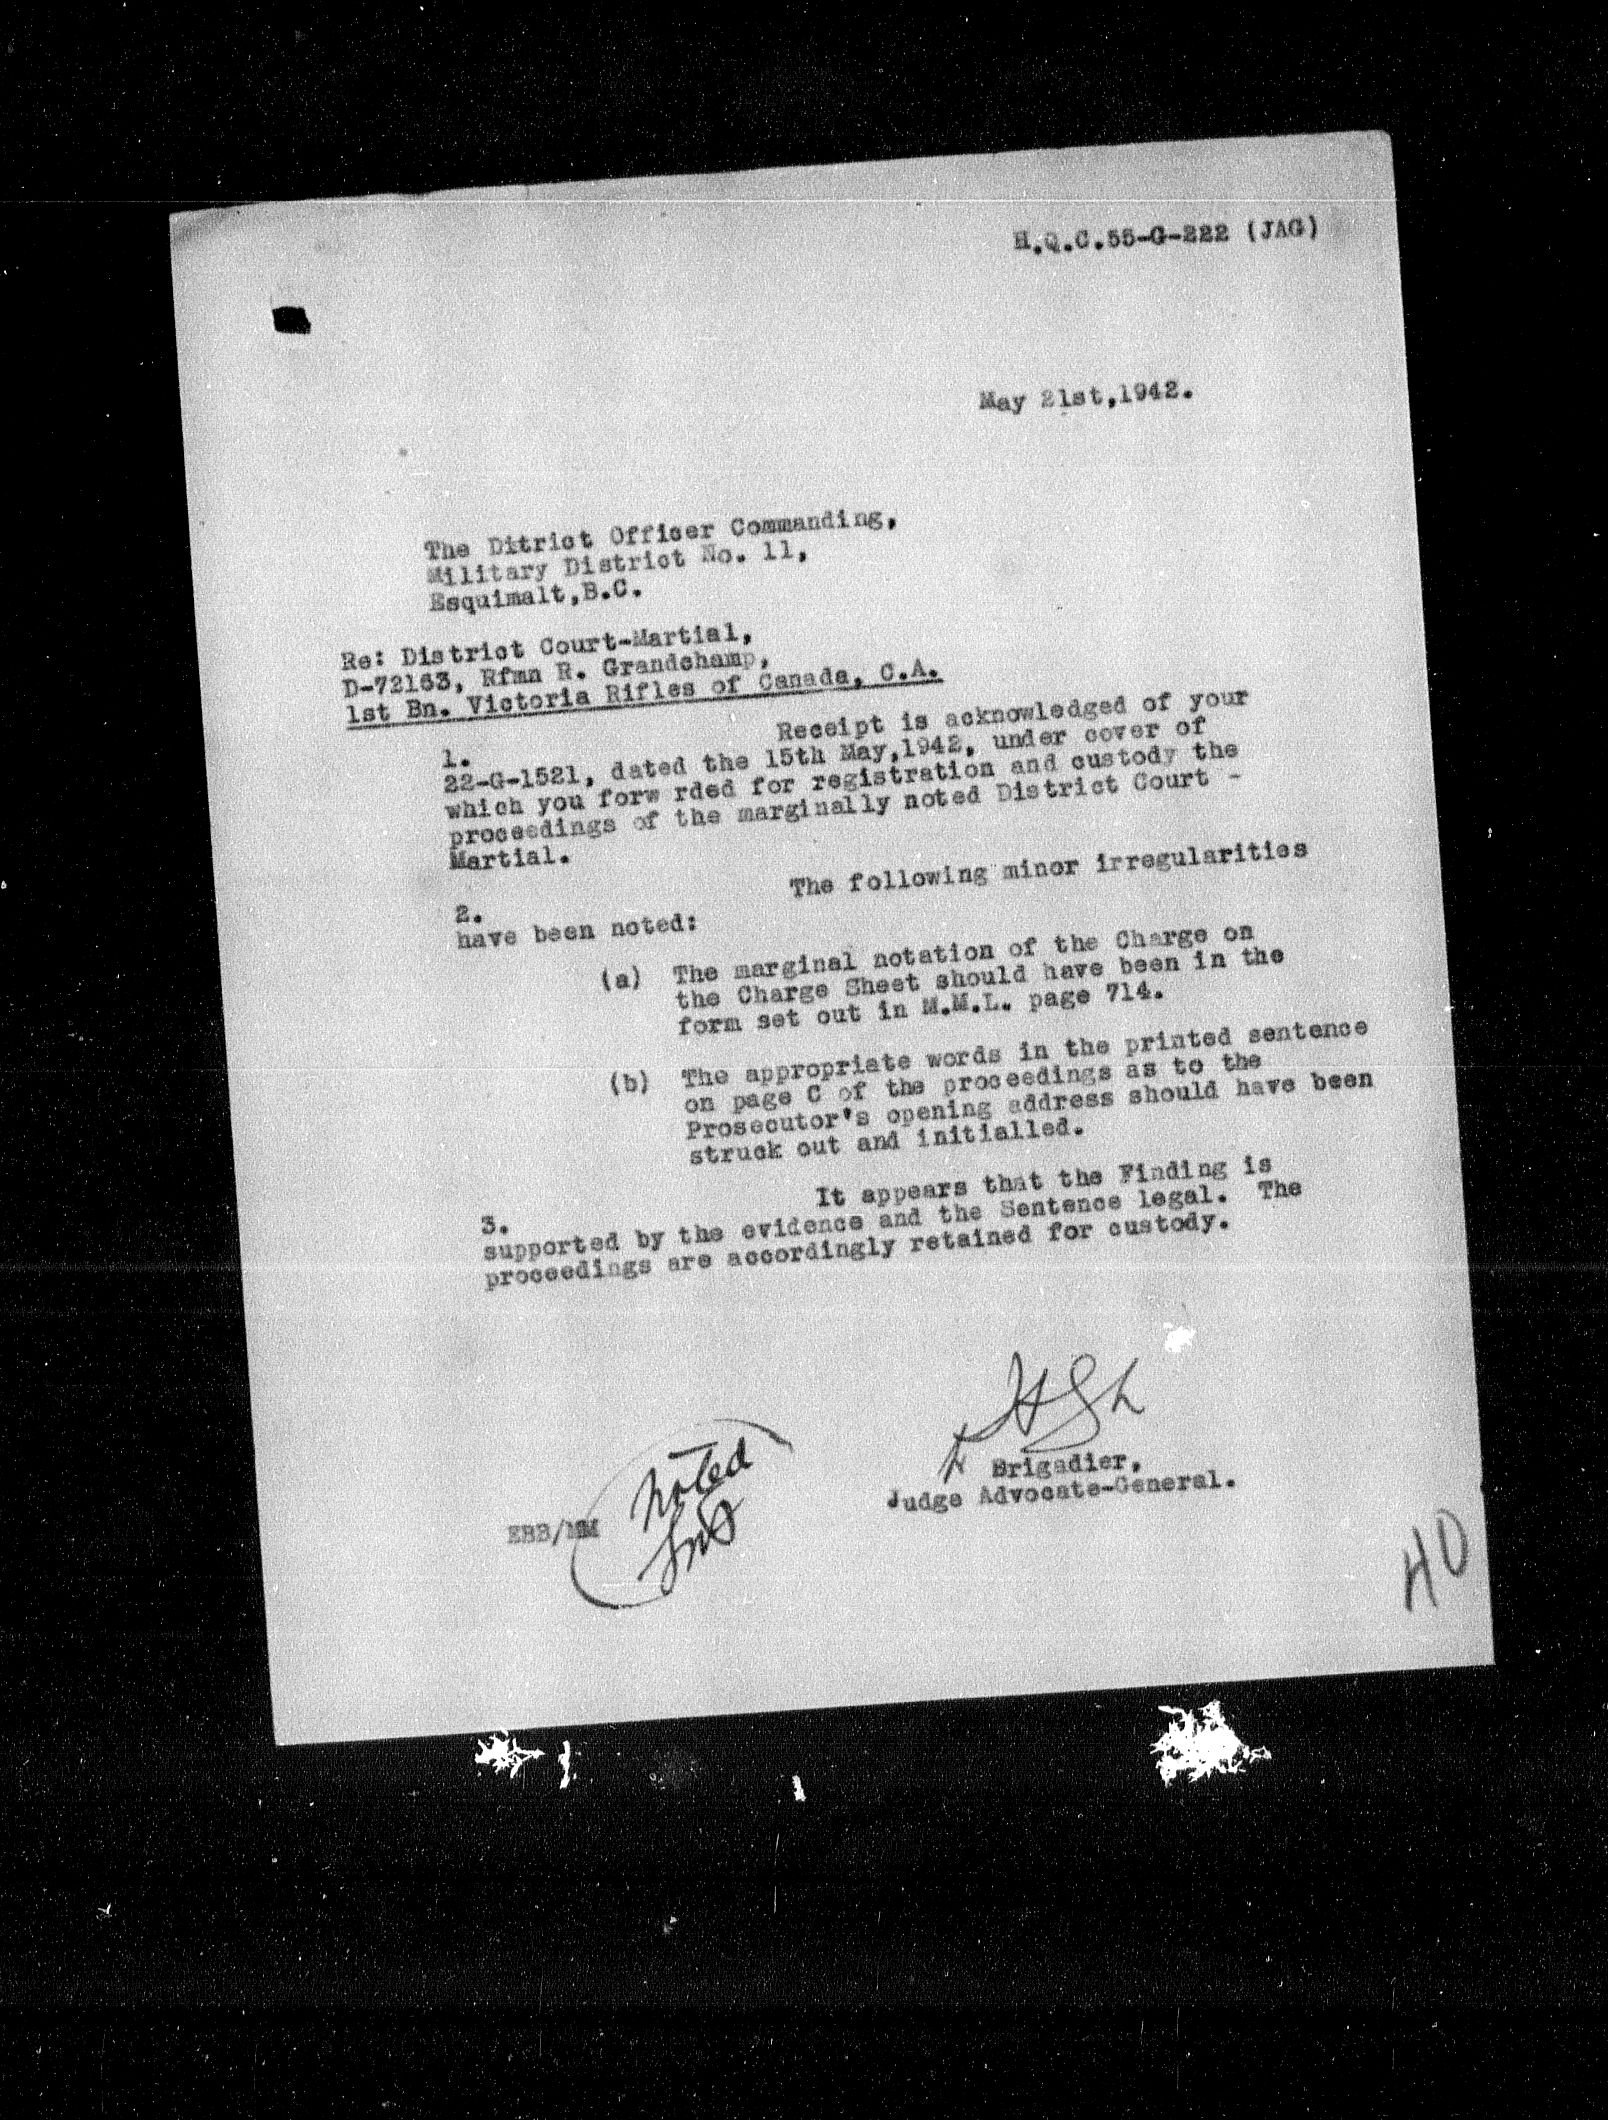 H.Q.C.55-G-222 (JAG)
May 21st,1942.
The Ditrict Officer Commanding,
Military District No. 11,
Esquimalt,B.C.
Re: District Court-Martial,
D-72163, Rfmn R. Grandchamp,
1st Bn. Victoria Rifles of Canada, C.A.
1. Receipt is acknowledged of your
22-G-1521, dated the 15th May,1942, under cover of
which you forw rded for registration and custody the
proceedings of the marginally noted District Court -
Martial.
2. The following minor irregularities
have been noted:
(a) The marginal notation of the Charge on
the Charge Sheet should have been in the
form set out in M.M.L. page 714.
(b) The appropriate words in the printed sentence
on page C of the proceedings as to the
Prosecutor's opening address should have been
struck out and initialled.
3. It appears that the Finding is
supported by the evidence and the Sentence legal. The
proceedings are accordingly retained for custody.
Brigadier,
Judge Advocate-General.
Noted
EBB/MM
40